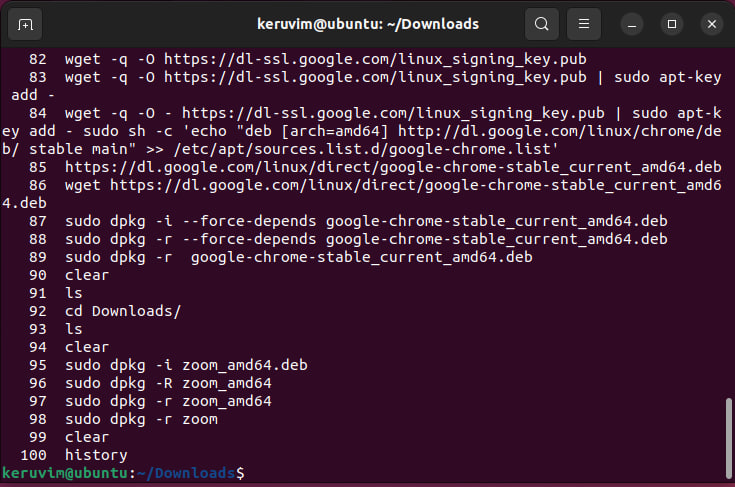 keruvim@ubuntu: ~/Downloads
82  wget -q -O https://dl-ssl.google.com/linux_signing_key.pub
83  wget -q -O https://dl-ssl.google.com/linux_signing_key.pub | sudo apt-key
 add -
84  wget -q -O - https://dl-ssl.google.com/linux_signing_key.pub | sudo apt-k
ey add - sudo sh -c 'echo "deb [arch=amd64] http://dl.google.com/linux/chrome/de
b/ stable main" >> /etc/apt/sources.list.d/google-chrome.list'
85  https://dl.google.com/linux/direct/google-chrome-stable_current_amd64.deb
86  wget https://dl.google.com/linux/direct/google-chrome-stable_current_amd6
4.deb
87  sudo dpkg -i --force-depends google-chrome-stable_current_amd64.deb
88  sudo dpkg -r --force-depends google-chrome-stable_current_amd64.deb
89  sudo dpkg -r  google-chrome-stable_current_amd64.deb
90  clear
91  ls
92  cd Downloads/
93  ls
94  clear
95  sudo dpkg -i zoom_amd64.deb
96  sudo dpkg -R zoom_amd64
97  sudo dpkg -r zoom_amd64
98  sudo dpkg -r zoom
99  clear
100  history
keruvim@ubuntu:~/Downloads$